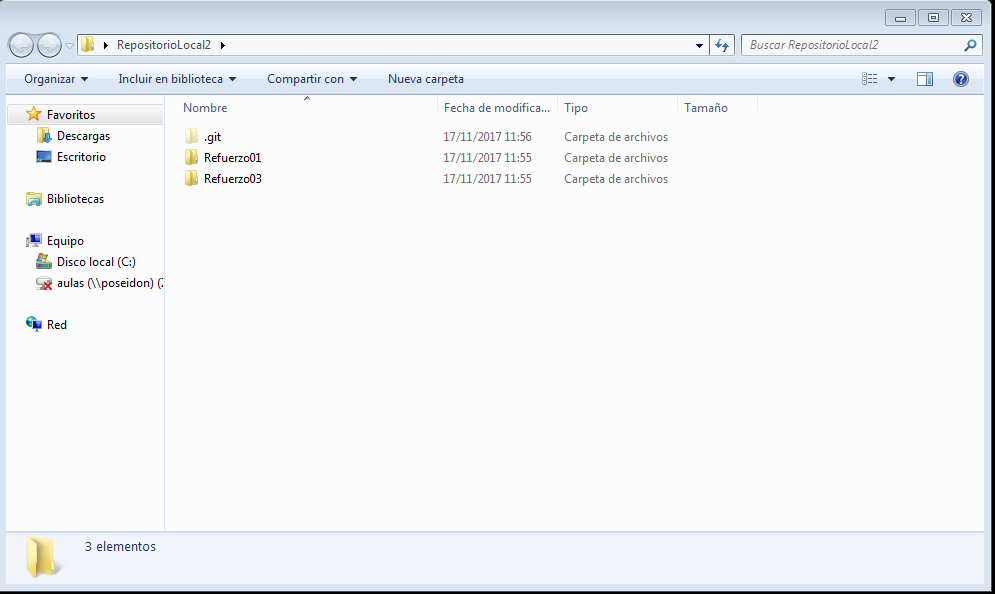 RepositorioLocal2
Buscar RepositorioLocal2
Organizar Incluir en biblioteca Compartir con Nueva carpeta
Favoritos
Descargas
Escritorio
Bibliotecas
Equipo
Disco local (C:)
aulas (\\poseidon) (
Red
Nombre Fecha de modifica... Tipo Tamaño
.git 17/11/2017 11:56 Carpeta de archivos
Refuerzo01 17/11/2017 11:55 Carpeta de archivos
Refuerzo03 17/11/2017 11:55 Carpeta de archivos
3 elementos